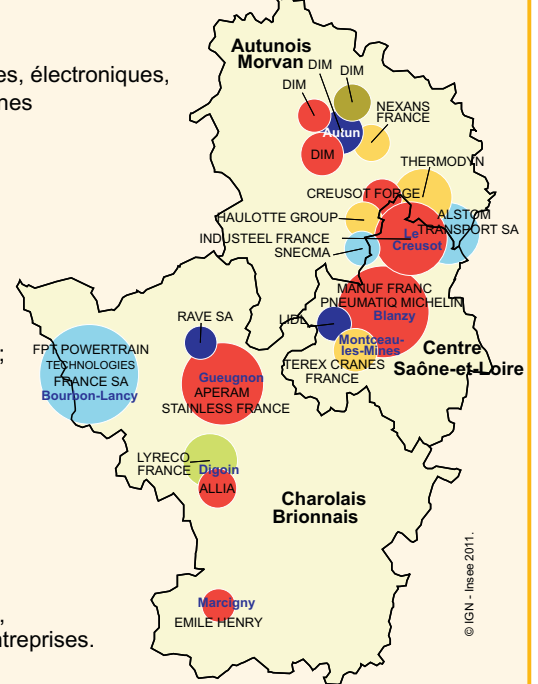 es, électroniques,
nes
;
,
ntreprises.
Autunois
Morvan
DIM
DIM
DIM
NEXANS
FRANCE
Autun
DIM
THERMODYN
CREUSOT FORGE
HAULOTTE GROUP
ALSTOM
TRANSPORT SA
INDUSTEEL FRANCE
Le
Creusot
SNECMA
MANUF FRANC
PNEUMATIQ MICHELIN
Blanzy
LIDL
Montceau-
les-Mines
TEREX CRANES
FRANCE
Centre
Saône-et-Loire
RAVE SA
FPT POWERTRAIN
TECHNOLOGIES
FRANCE SA
Bourbon-Lancy
Gueugnon
APERAM
STAINLESS FRANCE
LYRECO
FRANCE
Digoin
ALLIA
Charolais
Brionnais
Marcigny
EMILE HENRY
© IGN - Insee 2011.